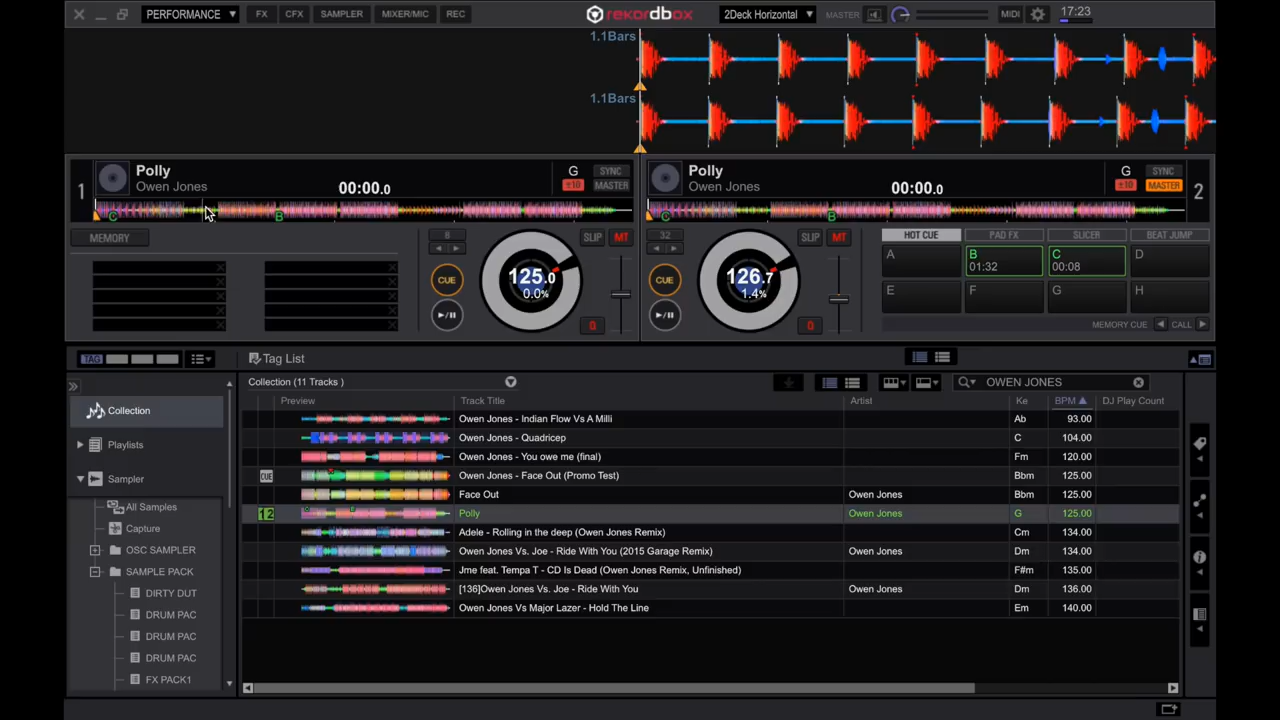 PERFORMANCE FX CFX SAMPLER MIXER/MIC REC rekordbox 2Deck Horizontal MASTER MIDI 17:23
1.1Bars
1.1Bars
1 Polly G SYNC
Owen Jones 00:00.0 ±10 MASTER
C B
2 Polly G SYNC
Owen Jones 00:00.0 ±10 MASTER
C B
MEMORY
8 SLIP MT
CUE 125.0
0.0%
Q
32 SLIP MT
CUE 126.7
1.4%
Q
HOT CUE PAD FX SLICER BEAT JUMP
A B C D
01:32 00:08
E F G H
MEMORY CUE CALL
TAG Tag List
Collection (11 Tracks ) OWEN JONES
Preview Track Title Artist Ke BPM DJ Play Count
Owen Jones - Indian Flow Vs A Milli Ab 93.00
Owen Jones - Quadricep C 104.00
Owen Jones - You owe me (final) Fm 120.00
CUE Owen Jones - Face Out (Promo Test) Bbm 125.00
Face Out Owen Jones Bbm 125.00
12 Polly Owen Jones G 125.00
Adele - Rolling in the deep (Owen Jones Remix) Cm 134.00
Owen Jones Vs. Joe - Ride With You (2015 Garage Remix) Owen Jones Dm 134.00
Jme feat. Tempa T - CD Is Dead (Owen Jones Remix, Unfinished) F#m 135.00
[136]Owen Jones Vs. Joe - Ride With You Owen Jones Dm 136.00
Owen Jones Vs Major Lazer - Hold The Line Em 140.00
Collection
Playlists
Sampler
All Samples
Capture
OSC SAMPLER
SAMPLE PACK
DIRTY DUT
DRUM PAC
DRUM PAC
DRUM PAC
FX PACK1